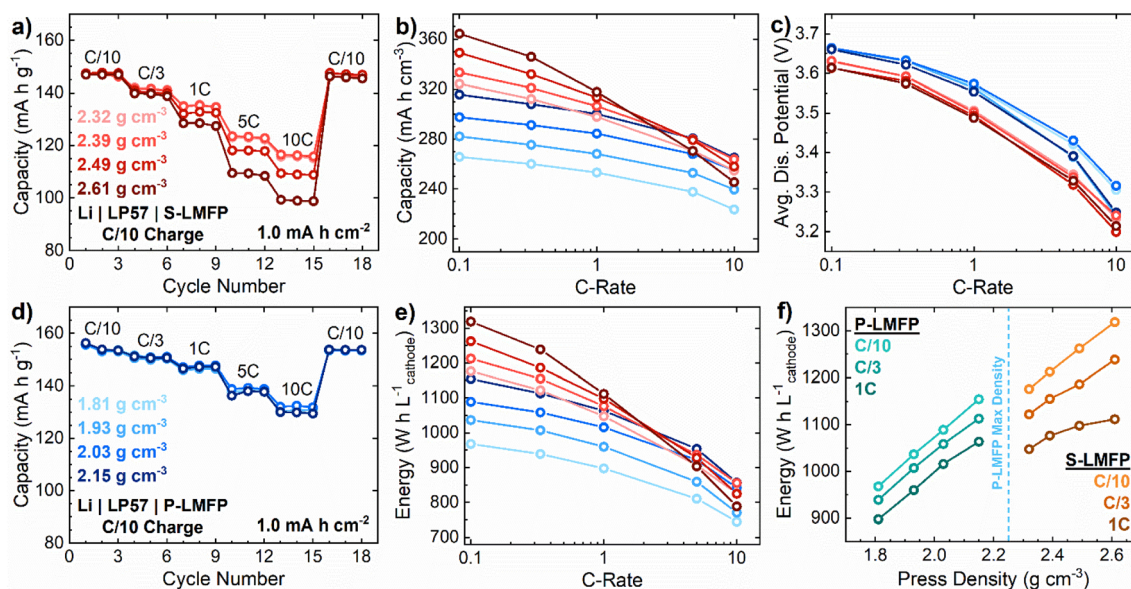 a)
Capacity (mA h g⁻¹)
160
140
120
100
80
C/10
C/3
1C
5C
10C
C/10
2.32 g cm⁻³
2.39 g cm⁻³
2.49 g cm⁻³
2.61 g cm⁻³
Li | LP57 | S-LMFP
C/10 Charge
1.0 mA h cm⁻²
0 3 6 9 12 15 18
Cycle Number
b)
Capacity (mA h cm⁻³)
360
320
280
240
200
0.1 1 10
C-Rate
c)
Avg. Dis. Potential (V)
3.7
3.6
3.5
3.4
3.3
3.2
0.1 1 10
C-Rate
d)
Capacity (mA h g⁻¹)
160
140
120
100
80
C/10
C/3
1C
5C
10C
C/10
1.81 g cm⁻³
1.93 g cm⁻³
2.03 g cm⁻³
2.15 g cm⁻³
Li | LP57 | P-LMFP
C/10 Charge
1.0 mA h cm⁻²
0 3 6 9 12 15 18
Cycle Number
e)
Energy (W h L⁻¹cathode)
1300
1200
1100
1000
900
800
700
0.1 1 10
C-Rate
f)
Energy (W h L⁻¹cathode)
1300
1200
1100
1000
900
P-LMFP
C/10
C/3
1C
P-LMFP Max Density
S-LMFP
C/10
C/3
1C
1.8 2.0 2.2 2.4 2.6
Press Density (g cm⁻³)